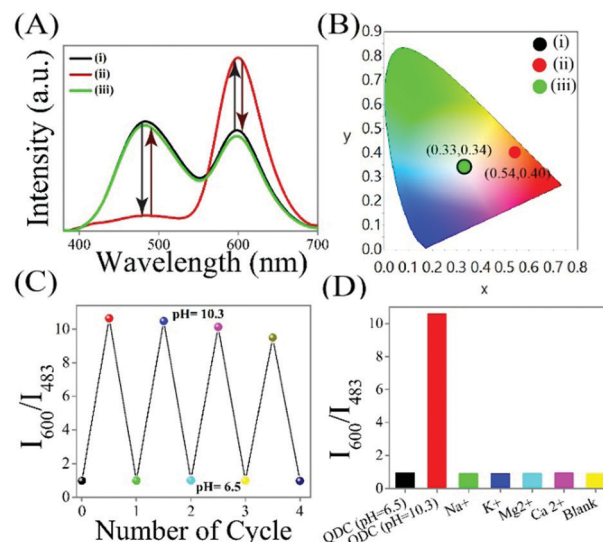 (A)
(i)
(ii)
(iii)
Intensity (a.u.)
400 500 600 700
Wavelength (nm)
(B)
(i)
(ii)
(iii)
(0.33,0.34)
(0.54,0.40)
y
0.9
0.8
0.7
0.6
0.5
0.4
0.3
0.2
0.1
0.0
0.0 0.1 0.2 0.3 0.4 0.5 0.6 0.7 0.8
x
(C)
pH= 10.3
pH= 6.5
I600/I483
10
8
6
4
2
0
0 1 2 3 4
Number of Cycle
(D)
I600/I483
10
8
6
4
2
0
QDC (pH=6.5)
QDC (pH=10.3)
Na+
K+
Mg2+
Ca 2+
Blank